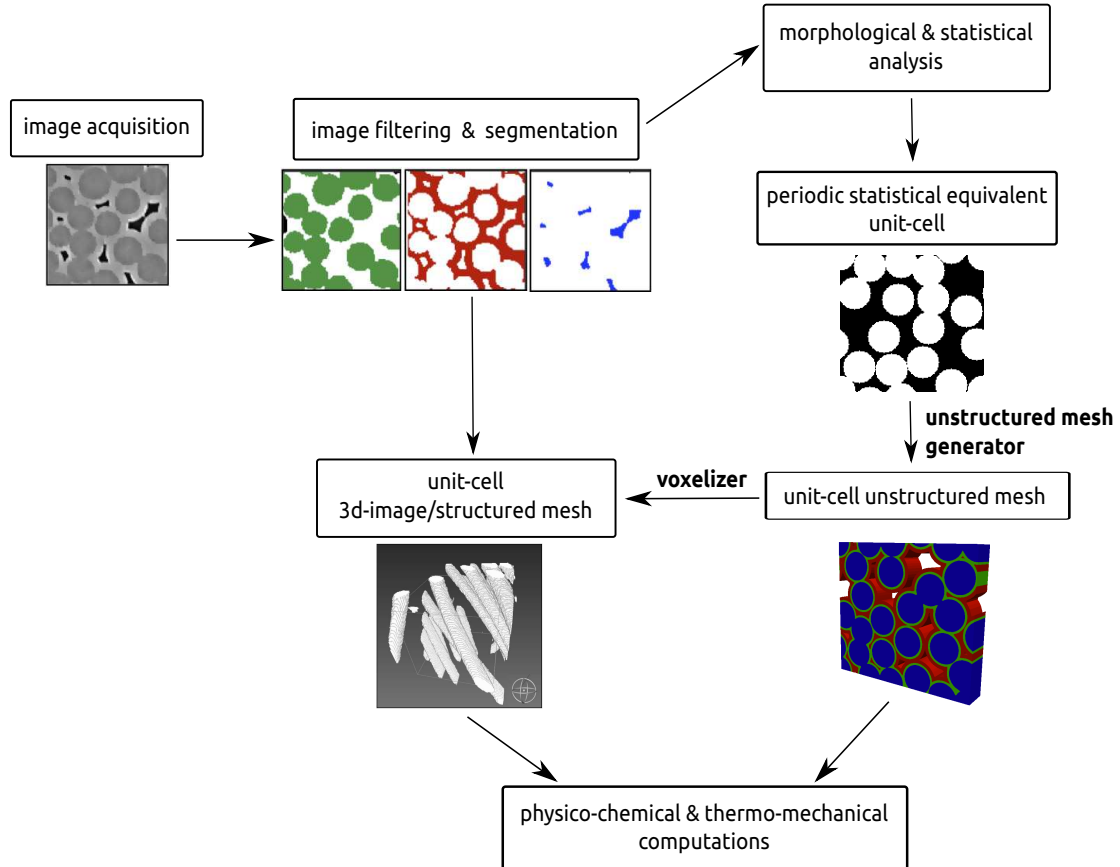 morphological & statistical
analysis
image acquisition
image filtering & segmentation
periodic statistical equivalent
unit-cell
unstructured mesh
generator
unit-cell
3d-image/structured mesh
voxelizer
unit-cell unstructured mesh
physico-chemical & thermo-mechanical
computations